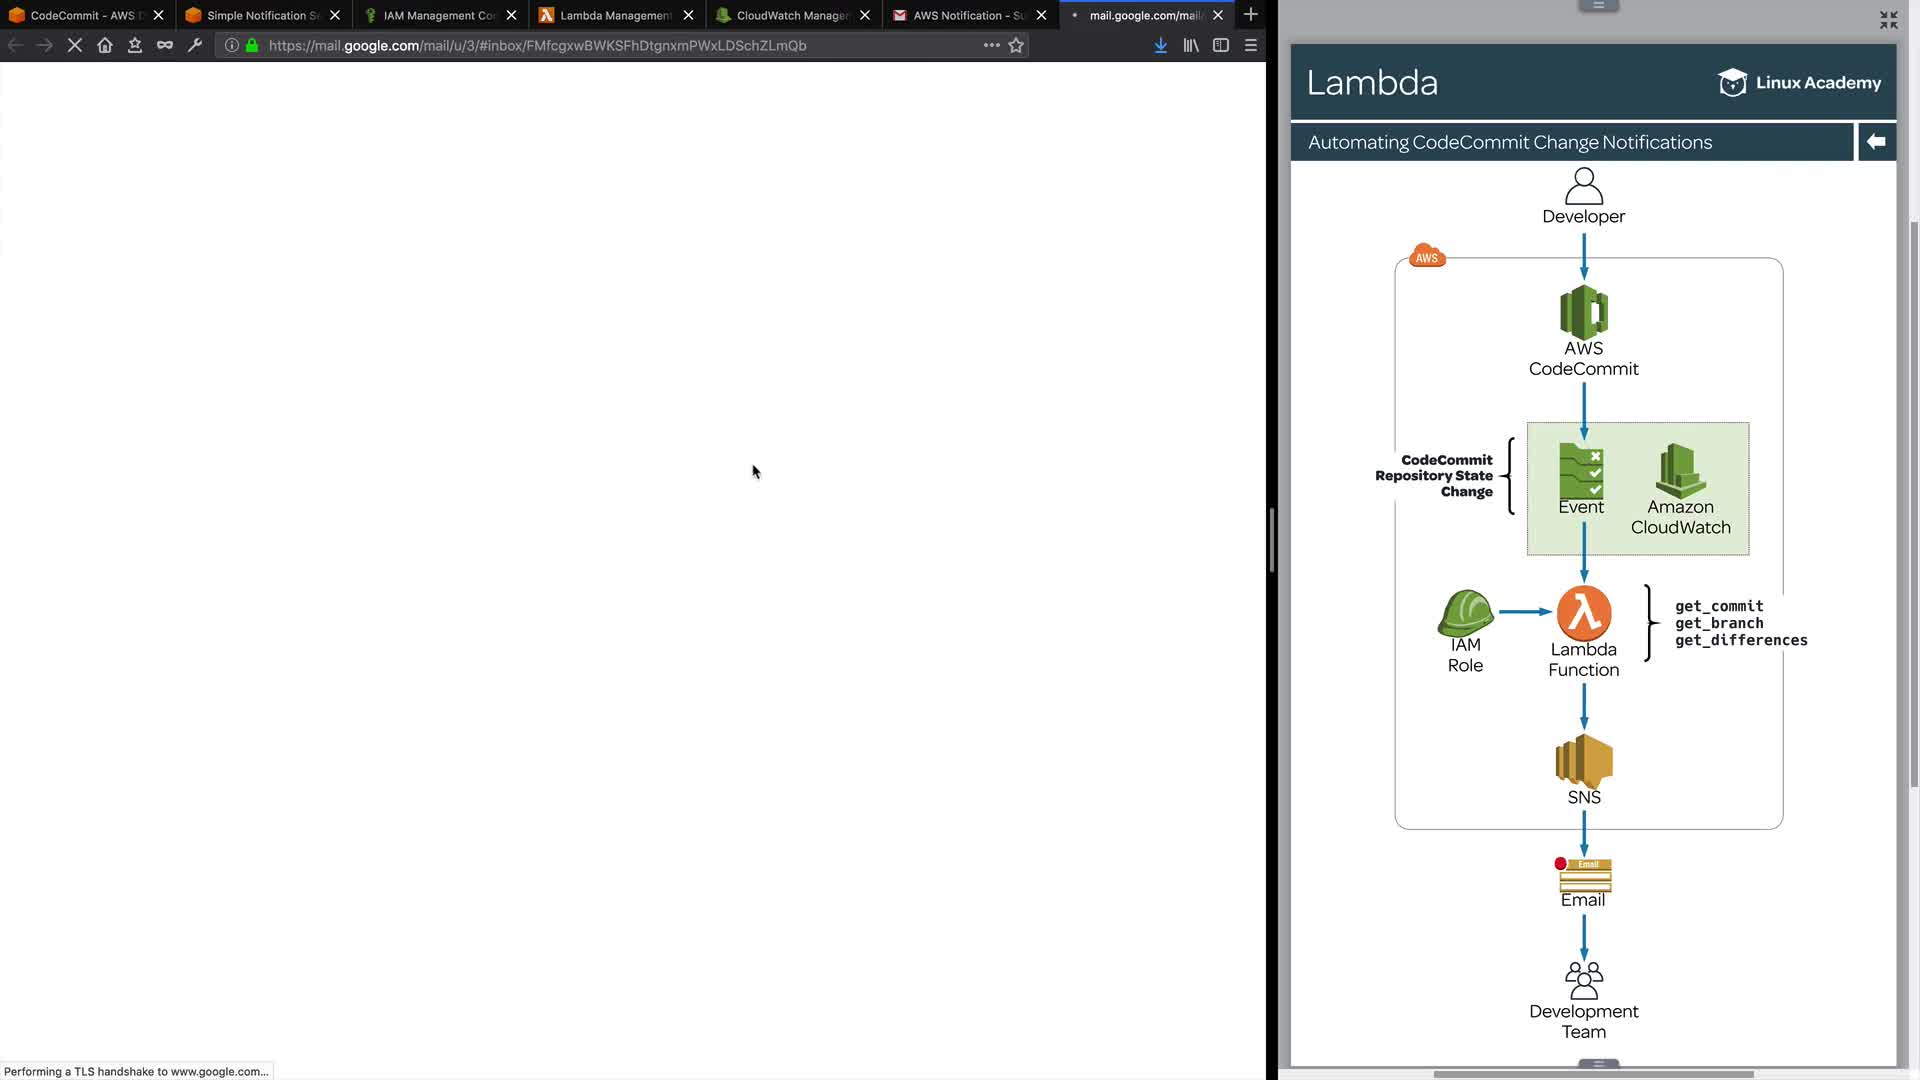 CodeCommit - AWS D
Simple Notification Se
IAM Management Con
Lambda Management
CloudWatch Manage
AWS Notification - Su
mail.google.com/mail
https://mail.google.com/mail/u/3/#inbox/FMfcgxwBWKSFhDtgnxmPWxLDSchZLmQb
Lambda
Linux Academy
Automating CodeCommit Change Notifications
Developer
AWS
AWS
CodeCommit
CodeCommit
Repository State
Change
Event
Amazon
CloudWatch
IAM
Role
Lambda
Function
get_commit
get_branch
get_differences
SNS
Email
Email
Development
Team
Performing a TLS handshake to www.google.com...